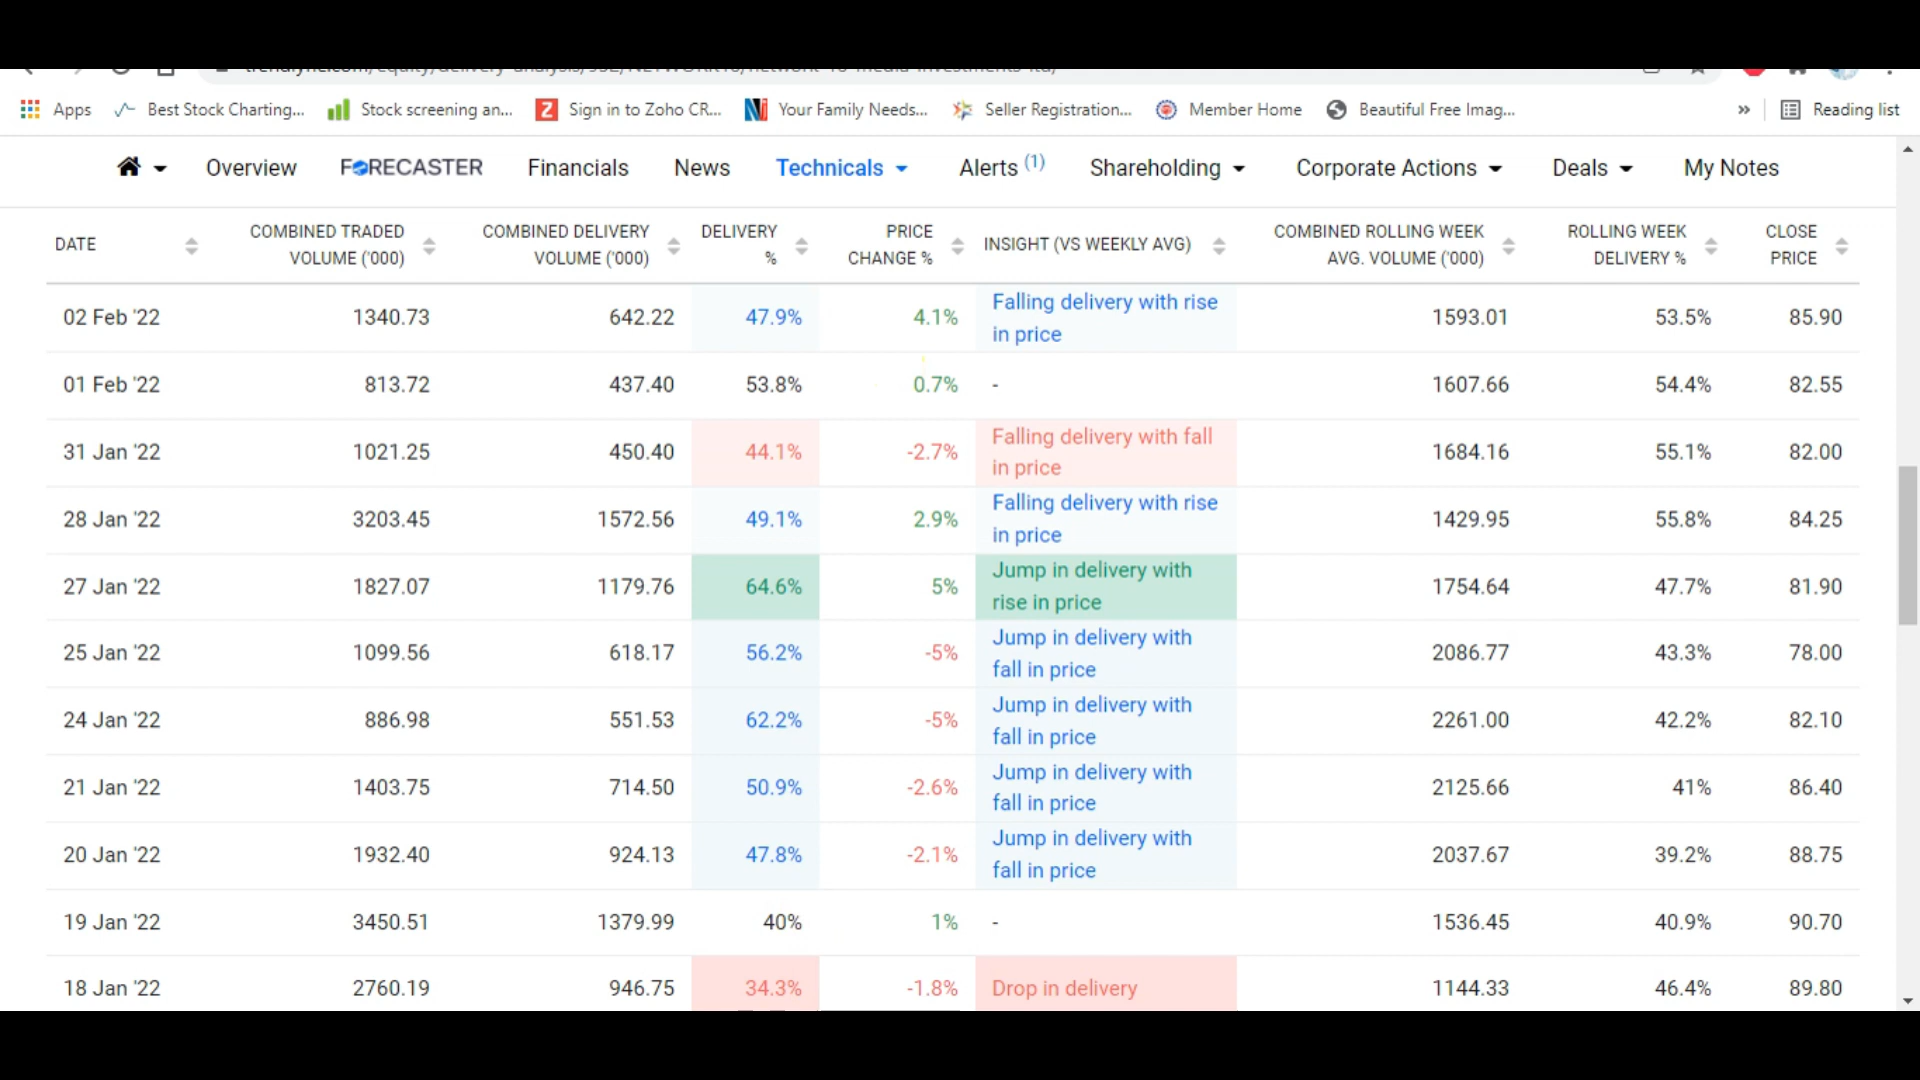 Apps Best Stock Charting... Stock screening an... Sign in to Zoho CR... Your Family Needs... Seller Registration... Member Home Beautiful Free Imag... » Reading list
Overview FORECASTER Financials News Technicals Alerts (1) Shareholding Corporate Actions Deals My Notes
DATE COMBINED TRADED VOLUME ('000) COMBINED DELIVERY VOLUME ('000) DELIVERY % PRICE CHANGE % INSIGHT (VS WEEKLY AVG) COMBINED ROLLING WEEK AVG. VOLUME ('000) ROLLING WEEK DELIVERY % CLOSE PRICE
02 Feb '22 1340.73 642.22 47.9% 4.1% Falling delivery with rise in price 1593.01 53.5% 85.90
01 Feb '22 813.72 437.40 53.8% 0.7% - 1607.66 54.4% 82.55
31 Jan '22 1021.25 450.40 44.1% -2.7% Falling delivery with fall in price 1684.16 55.1% 82.00
28 Jan '22 3203.45 1572.56 49.1% 2.9% Falling delivery with rise in price 1429.95 55.8% 84.25
27 Jan '22 1827.07 1179.76 64.6% 5% Jump in delivery with rise in price 1754.64 47.7% 81.90
25 Jan '22 1099.56 618.17 56.2% -5% Jump in delivery with fall in price 2086.77 43.3% 78.00
24 Jan '22 886.98 551.53 62.2% -5% Jump in delivery with fall in price 2261.00 42.2% 82.10
21 Jan '22 1403.75 714.50 50.9% -2.6% Jump in delivery with fall in price 2125.66 41% 86.40
20 Jan '22 1932.40 924.13 47.8% -2.1% Jump in delivery with fall in price 2037.67 39.2% 88.75
19 Jan '22 3450.51 1379.99 40% 1% - 1536.45 40.9% 90.70
18 Jan '22 2760.19 946.75 34.3% -1.8% Drop in delivery 1144.33 46.4% 89.80